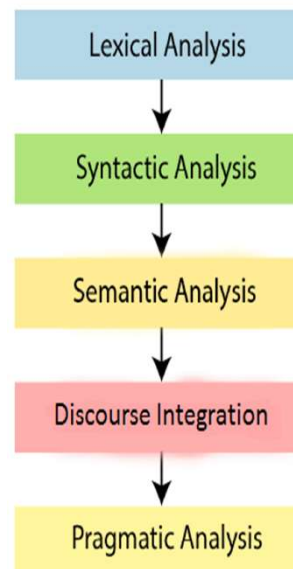 Lexical Analysis
Syntactic Analysis
Semantic Analysis
Discourse Integration
Pragmatic Analysis